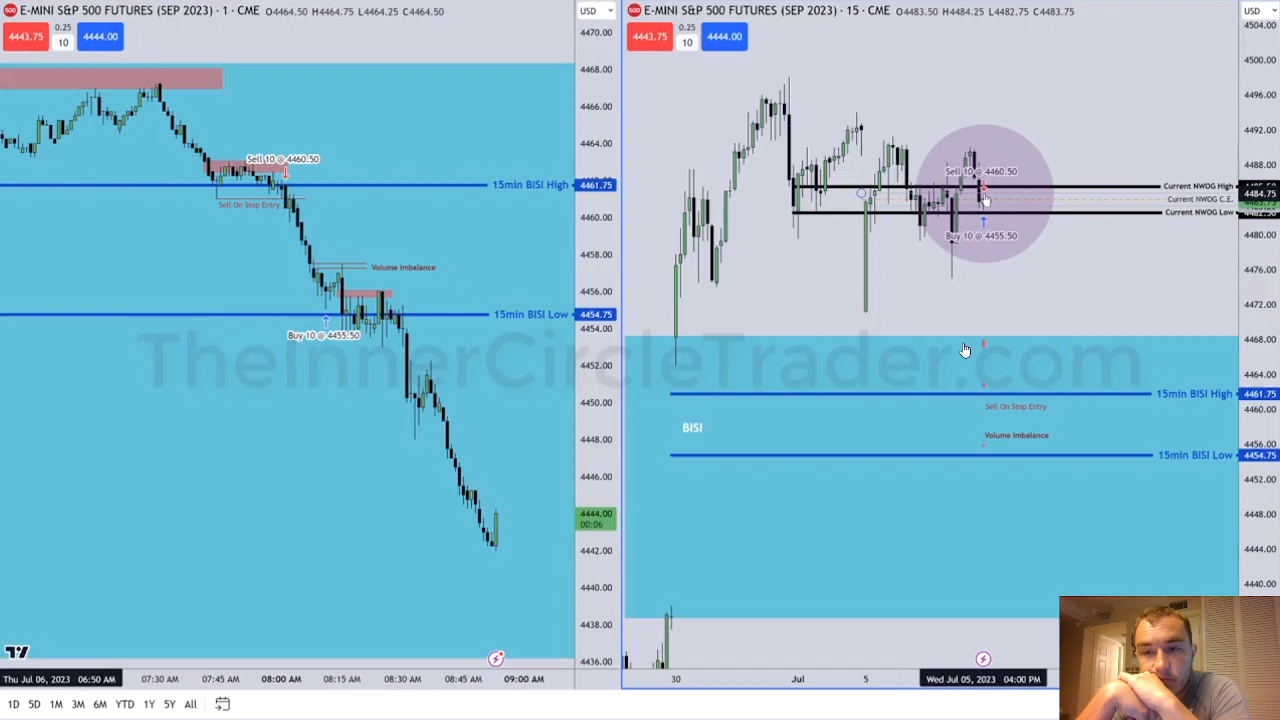 E-MINI S&P 500 FUTURES (SEP 2023) · 1 · CME O4464.50 H4464.75 L4464.25 C4464.50
USD
4443.75
0.25
10
4444.00
4470.00
4468.00
4466.00
4464.00
4461.75
4460.00
4458.00
4456.00
4454.75
4454.00
4452.00
4450.00
4448.00
4446.00
4444.00
00:06
4442.00
4440.00
4438.00
4436.00
Sell 10 @ 4460.50
15min BISI High
Sell On Stop Entry
Volume Imbalance
15min BISI Low
Buy 10 @ 4455.50
TheInnerCircleTrader.com
Thu Jul 06, 2023 06:50 AM
07:30 AM
07:45 AM
08:00 AM
08:15 AM
08:30 AM
08:45 AM
09:00 AM
1D 5D 1M 3M 6M YTD 1Y 5Y All
E-MINI S&P 500 FUTURES (SEP 2023) · 15 · CME O4483.50 H4484.25 L4482.75 C4483.75
USD
4443.75
0.25
10
4444.00
4504.00
4500.00
4496.00
4492.00
4488.00
4484.75
4480.00
4476.00
4472.00
4468.00
4464.00
4461.75
4460.00
4456.00
4454.75
4452.00
4448.00
4444.00
4440.00
Sell 10 @ 4460.50
Current NWOG High
Current NWOG C.E.
Current NWOG Low
Buy 10 @ 4455.50
15min BISI High
Sell On Stop Entry
BISI
Volume Imbalance
15min BISI Low
30
Jul
5
Wed Jul 05, 2023 04:00 PM